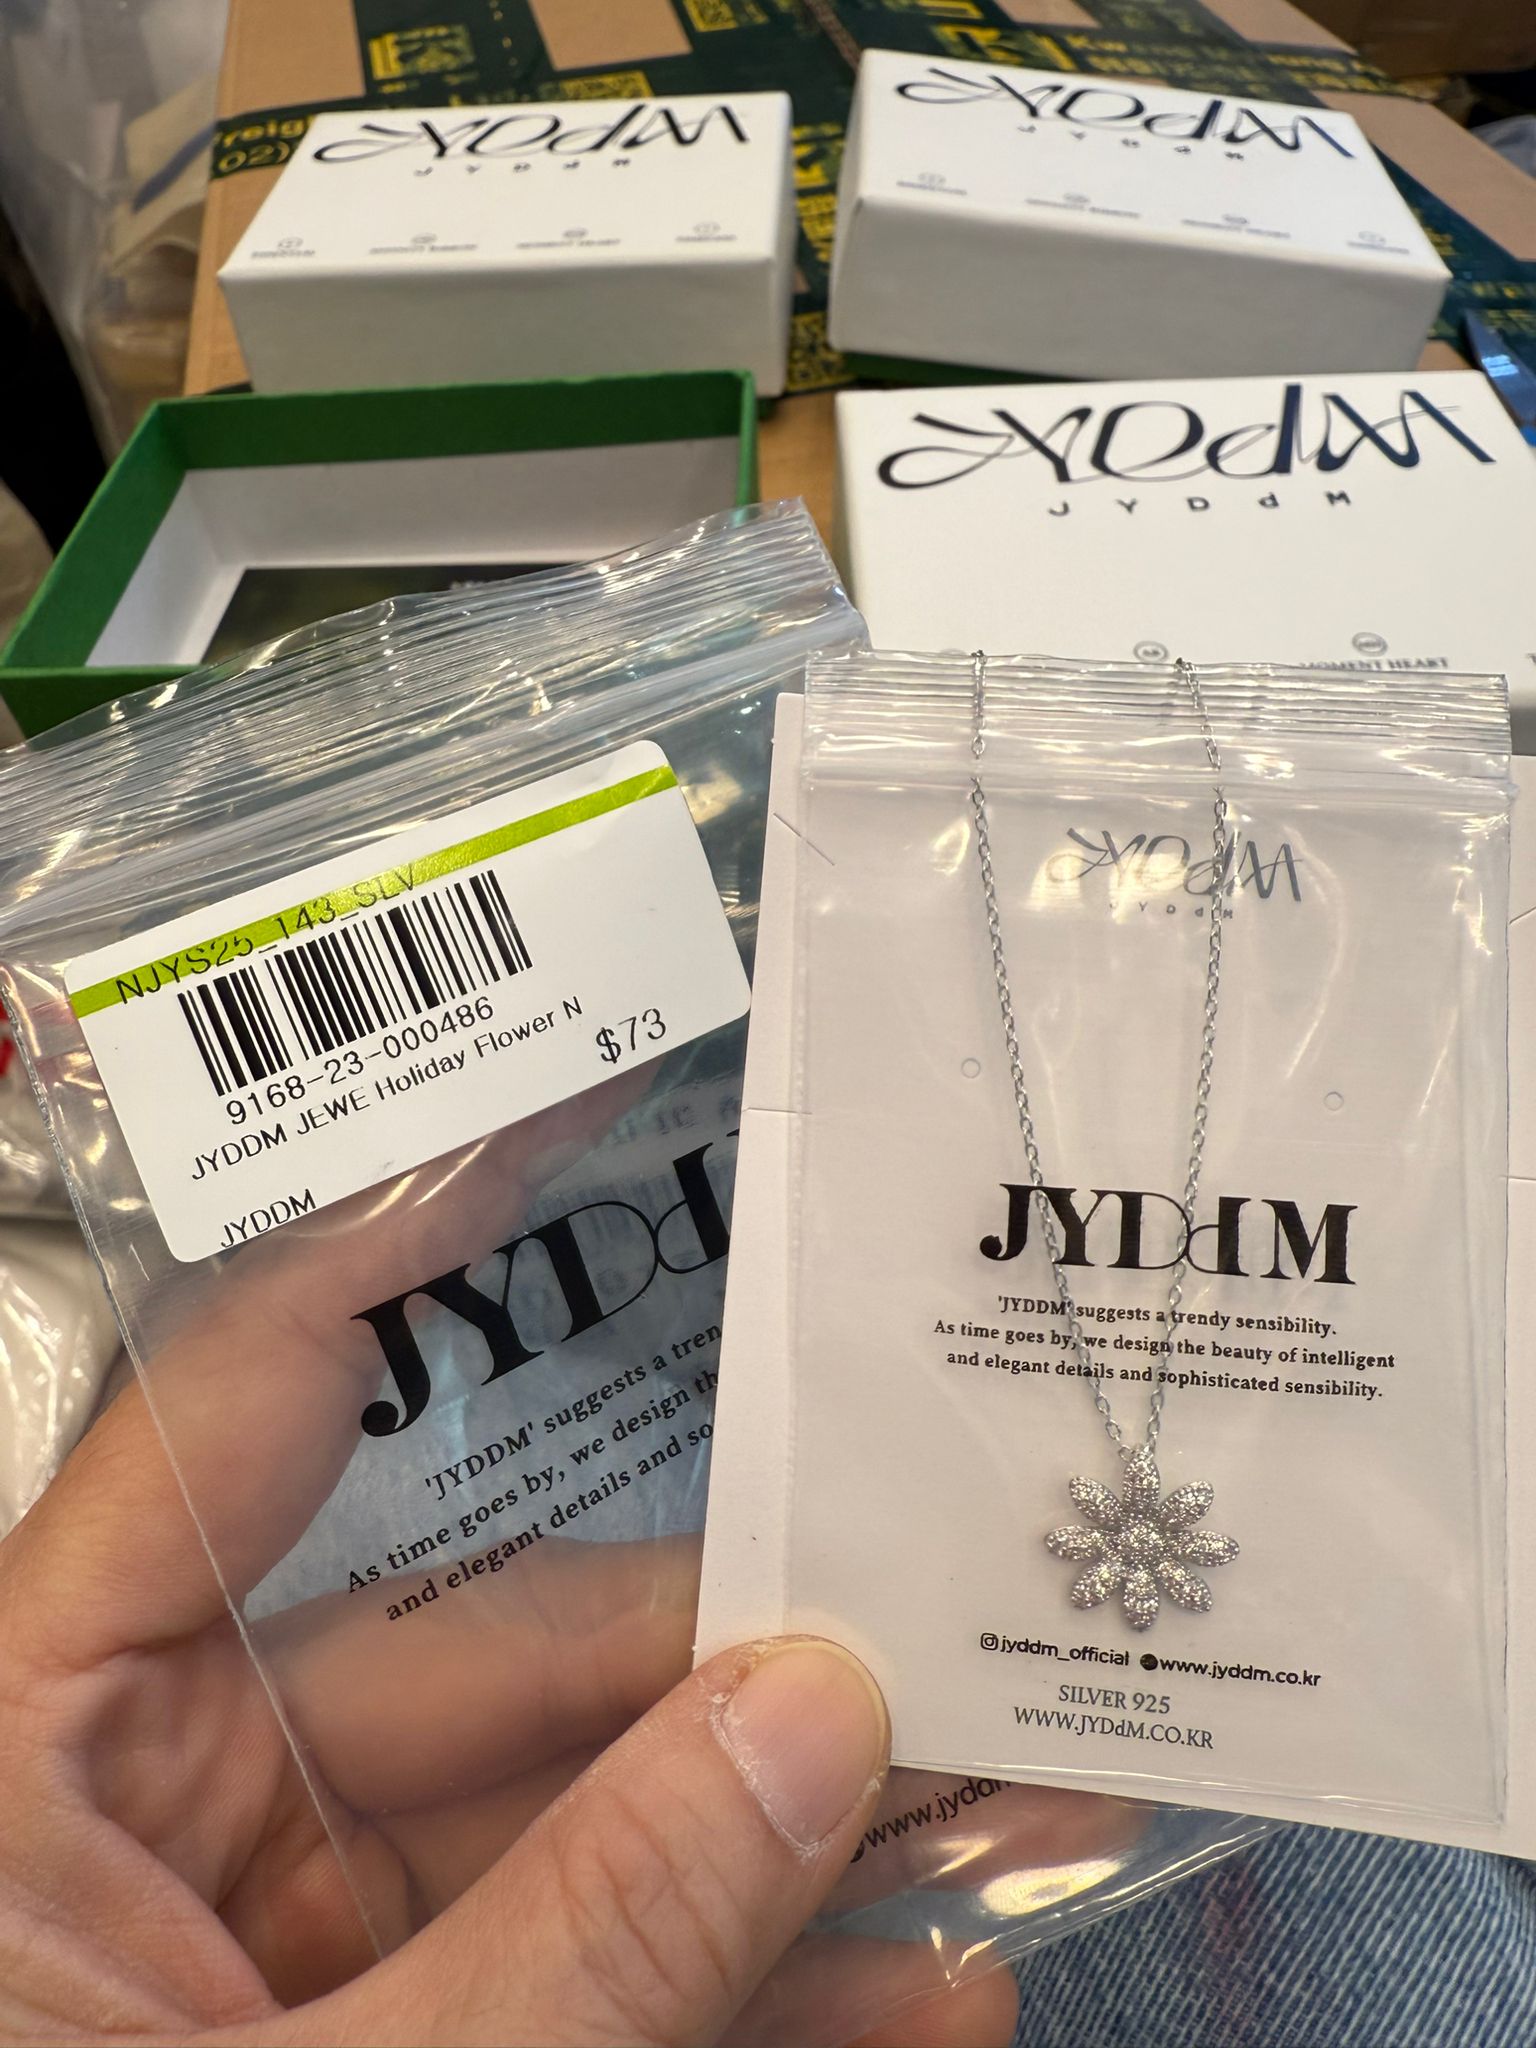 JYDdM
JYDdM
JYDdM
JYDdM
JYDdM
JYDdM
MOMENT HEART
NJYS25_143_SLV
9168-23-000486
JYDDM JEWE Holiday Flower N
$73
JYDDM
JYDd
'JYDDM' suggests a tren
As time goes by, we design th
and elegant details and so
www.jyddm
JYDdM
JYDdM
JYDdM
'JYDDM' suggests a trendy sensibility.
As time goes by, we design the beauty of intelligent
and elegant details and sophisticated sensibility.
jyddm_official www.jyddm.co.kr
SILVER 925
WWW.JYDdM.CO.KR